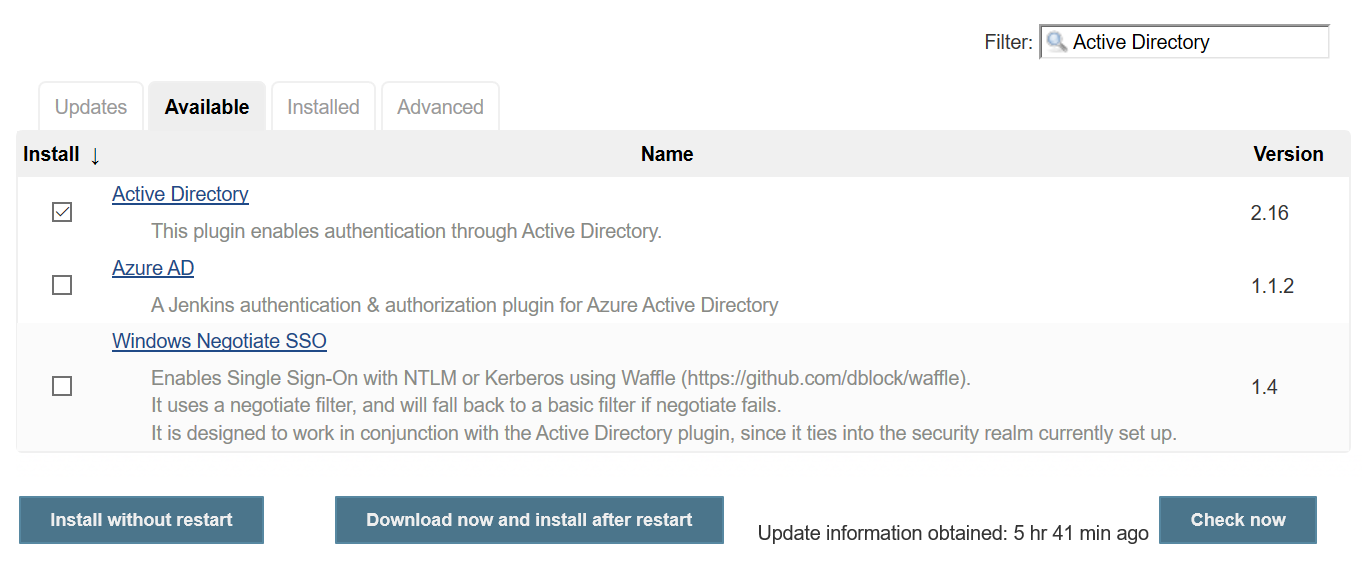 Filter: Active Directory
Updates Available Installed Advanced
Install ↓ Name Version
Active Directory
This plugin enables authentication through Active Directory.
2.16
Azure AD
A Jenkins authentication & authorization plugin for Azure Active Directory
1.1.2
Windows Negotiate SSO
Enables Single Sign-On with NTLM or Kerberos using Waffle (https://github.com/dblock/waffle).
It uses a negotiate filter, and will fall back to a basic filter if negotiate fails.
It is designed to work in conjunction with the Active Directory plugin, since it ties into the security realm currently set up.
1.4
Install without restart Download now and install after restart Update information obtained: 5 hr 41 min ago Check now